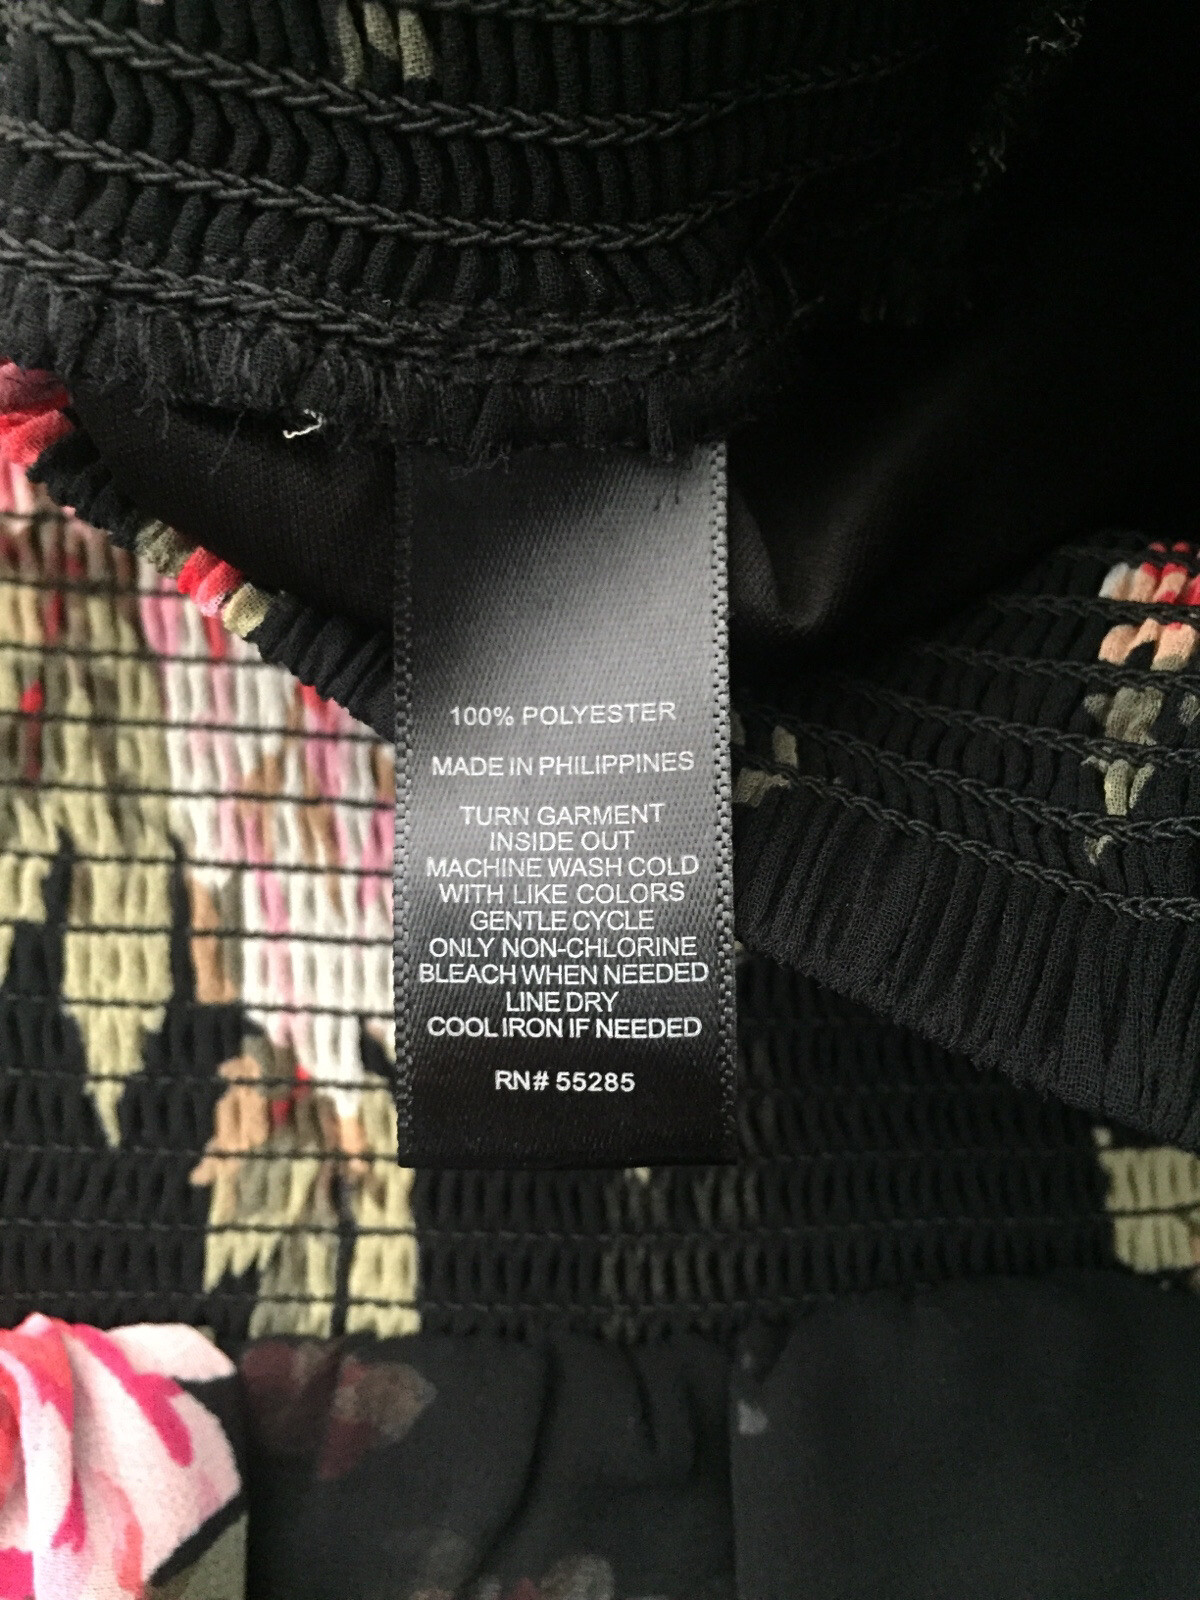 100% POLYESTER
MADE IN PHILIPPINES
TURN GARMENT
INSIDE OUT
MACHINE WASH COLD
WITH LIKE COLORS
GENTLE CYCLE
ONLY NON-CHLORINE
BLEACH WHEN NEEDED
LINE DRY
COOL IRON IF NEEDED
RN# 55285